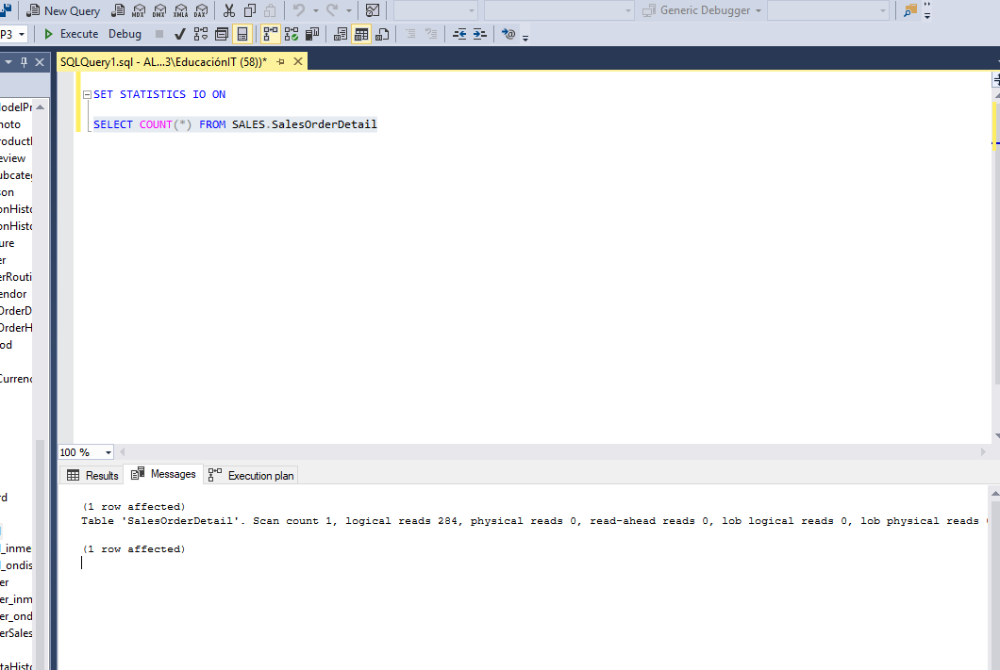 New Query
MDX
DMX
XMLA
DAX
Generic Debugger
P3
Execute
Debug
SQLQuery1.sql - AL...3\EducaciónIT (58))*
SET STATISTICS IO ON
SELECT COUNT(*) FROM SALES.SalesOrderDetail
odelPr
hoto
roductI
eview
ubcate
son
onHisto
onHisto
ure
er
erRouti
endor
OrderD
OrderH
od
Currenc
rd
_inme
_ondis
er
er_inm
er_ond
erSales
taHisto
100 %
Results
Messages
Execution plan
(1 row affected)
Table 'SalesOrderDetail'. Scan count 1, logical reads 284, physical reads 0, read-ahead reads 0, lob logical reads 0, lob physical reads
(1 row affected)